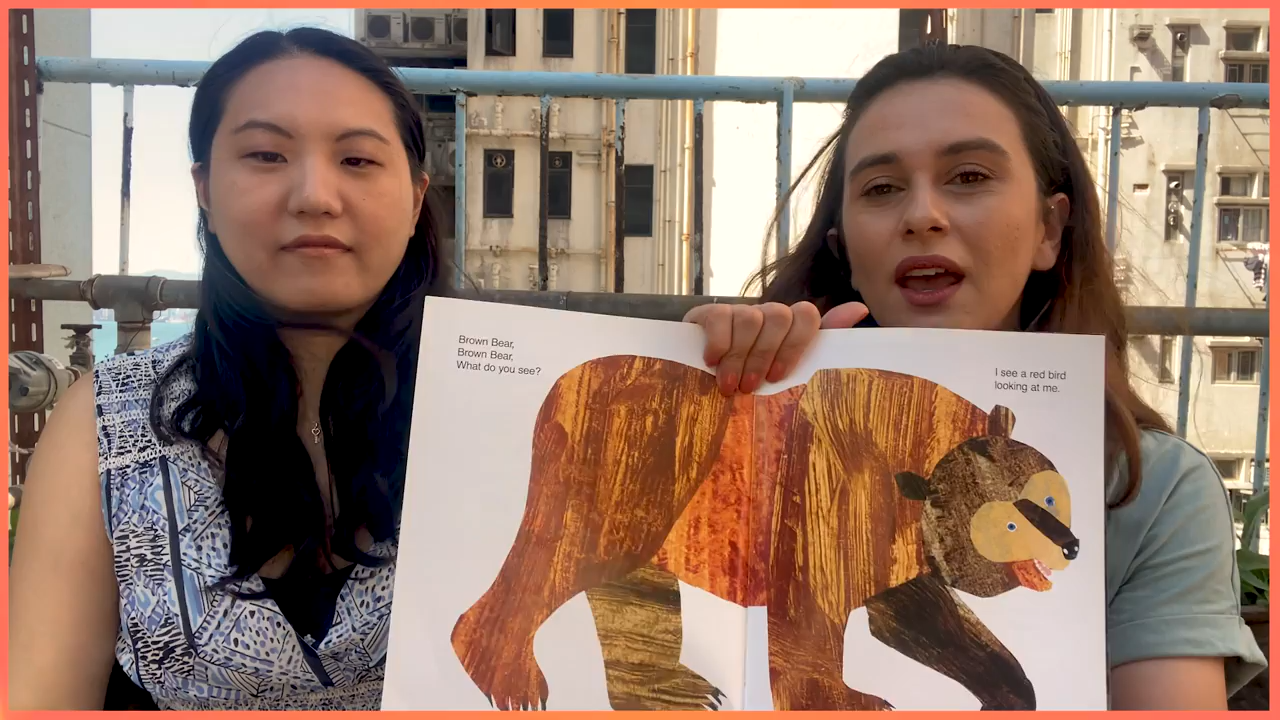 Brown Bear,
Brown Bear,
What do you see?
I see a red bird
looking at me.